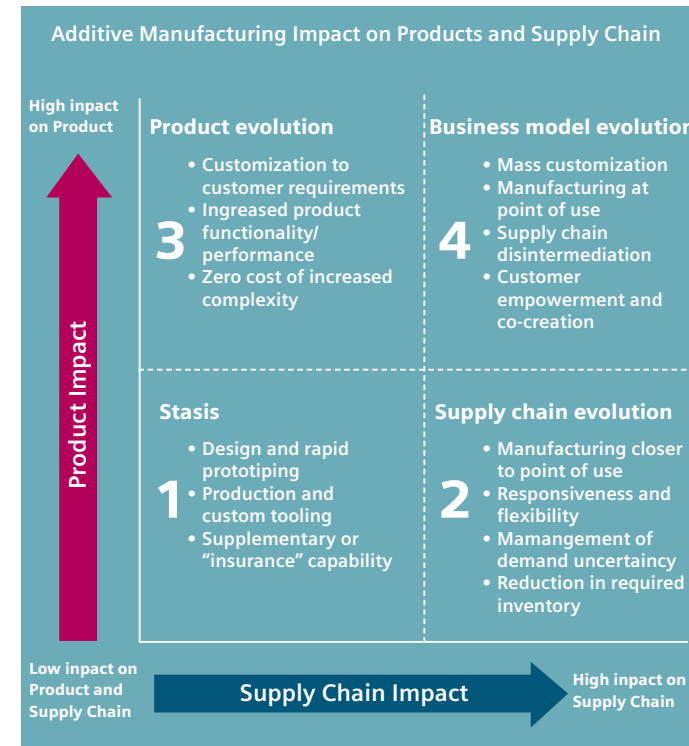 Additive Manufacturing Impact on Products and Supply Chain
High inpact
on Product
Product evolution
• Customization to
customer requirements
• Ingreased product
functionality/
performance
• Zero cost of increased
complexity
3
Business model evolution
• Mass customization
• Manufacturing at
point of use
• Supply chain
disintermediation
• Customer
empowerment and
co-creation
4
Product Impact
Stasis
• Design and rapid
prototiping
• Production and
custom tooling
• Supplementary or
“insurance” capability
1
Supply chain evolution
• Manufacturing closer
to point of use
• Responsiveness and
flexibility
• Mamangement of
demand uncertaincy
• Reduction in required
inventory
2
Low inpact on
Product and
Supply Chain
Supply Chain Impact
High inpact on
Supply Chain